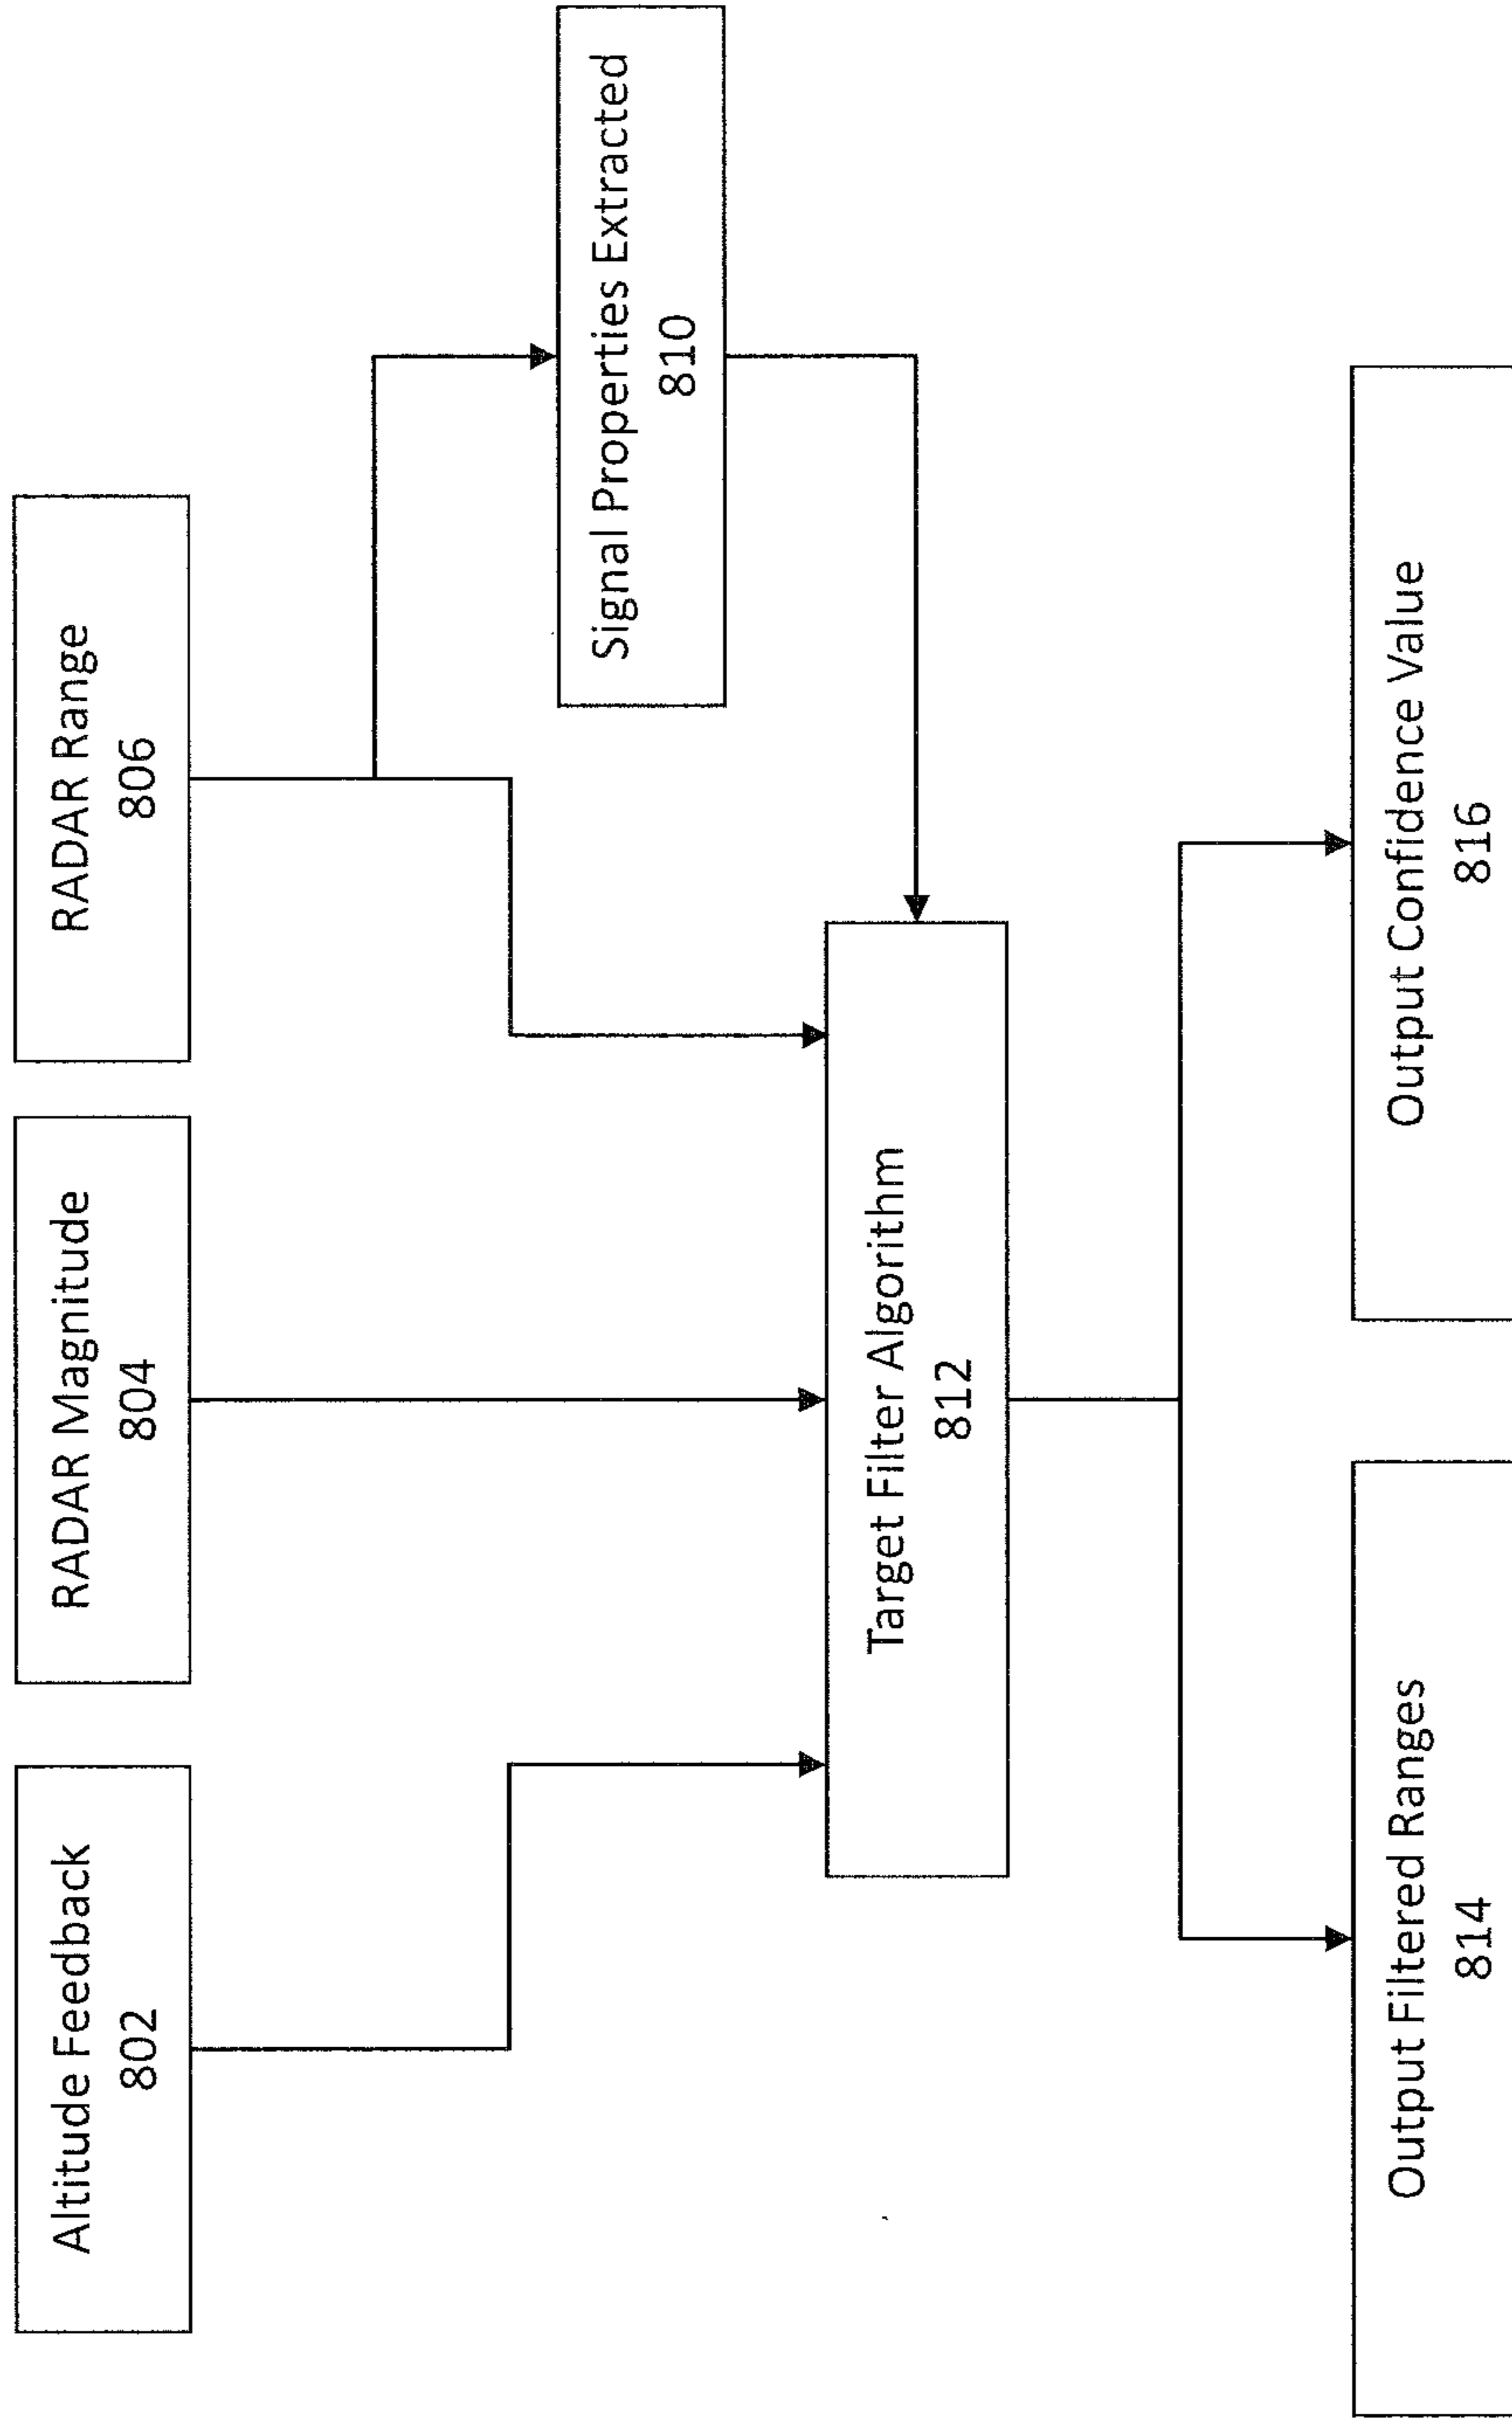 Altitude Feedback
802
RADAR Magnitude
804
RADAR Range
806
Signal Properties Extracted
810
Target Filter Algorithm
812
Output Filtered Ranges
814
Output Confidence Value
816